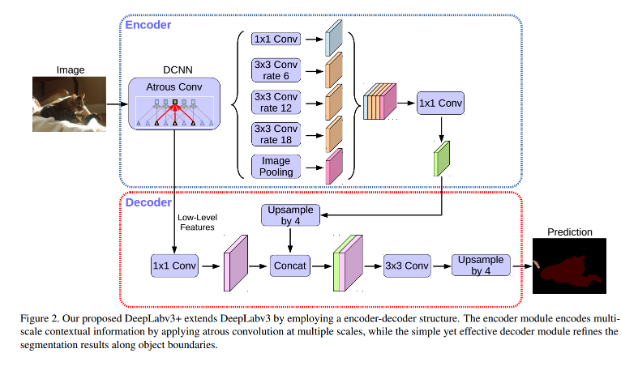 Encoder
Image
DCNN
Atrous Conv
1x1 Conv
3x3 Conv
rate 6
3x3 Conv
rate 12
3x3 Conv
rate 18
Image
Pooling
1x1 Conv
Decoder
Low-Level
Features
Upsample
by 4
1x1 Conv
Concat
3x3 Conv
Upsample
by 4
Prediction
Figure 2. Our proposed DeepLabv3+ extends DeepLabv3 by employing a encoder-decoder structure. The encoder module encodes multi-
scale contextual information by applying atrous convolution at multiple scales, while the simple yet effective decoder module refines the
segmentation results along object boundaries.